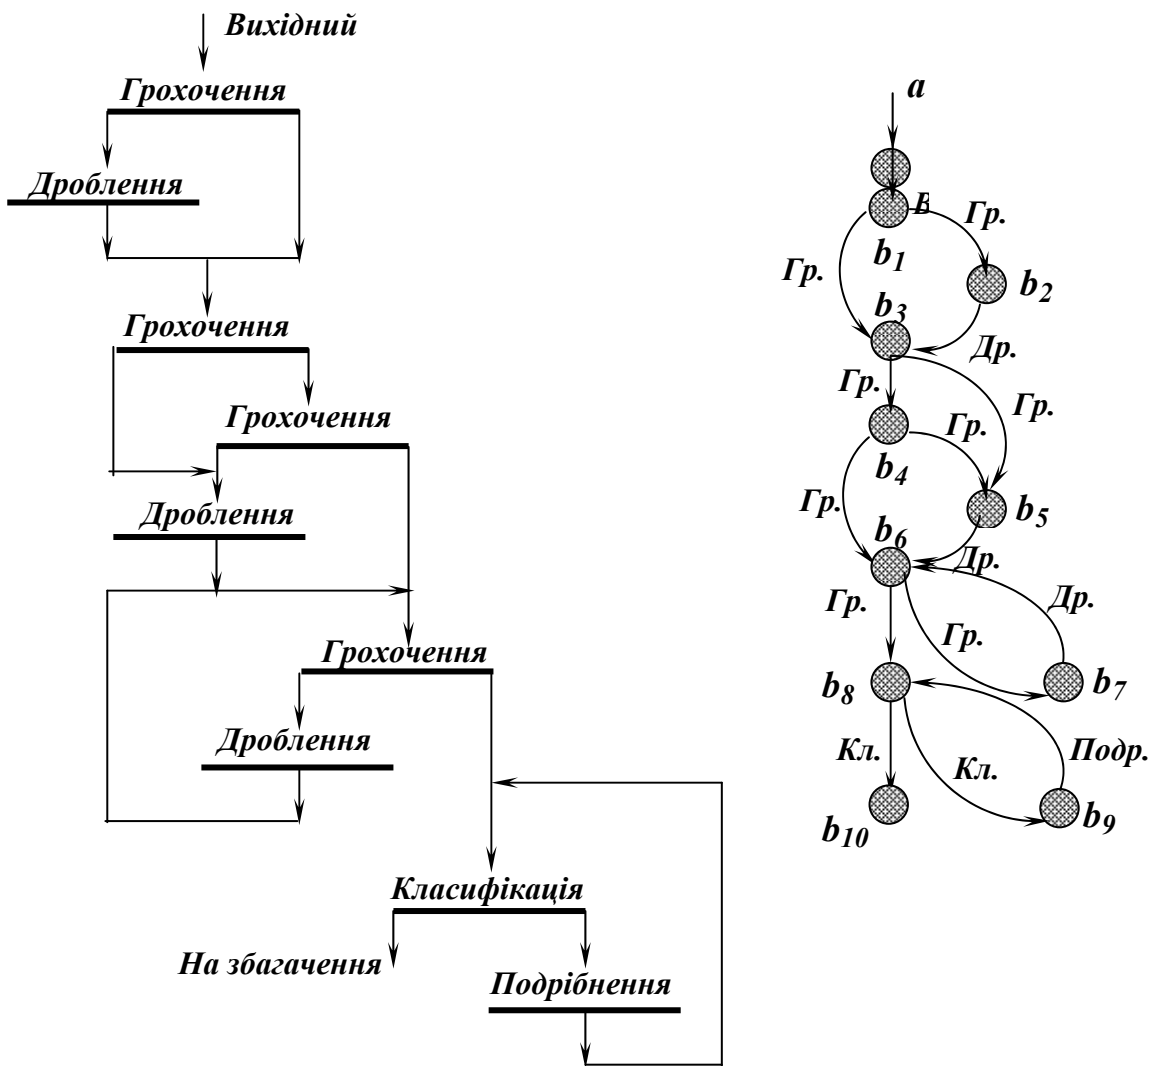 Вихідний
Грохочення
Дроблення
Грохочення
Грохочення
Дроблення
Грохочення
Дроблення
Класифікація
На збагачення
Подрібнення
a
В
Гр.
b1
Гр.
b2
b3
Др.
Гр.
Гр.
Гр.
b4
Гр.
b5
b6
Др.
Гр.
Др.
Гр.
b8
b7
Кл.
Кл.
Подр.
b10
b9